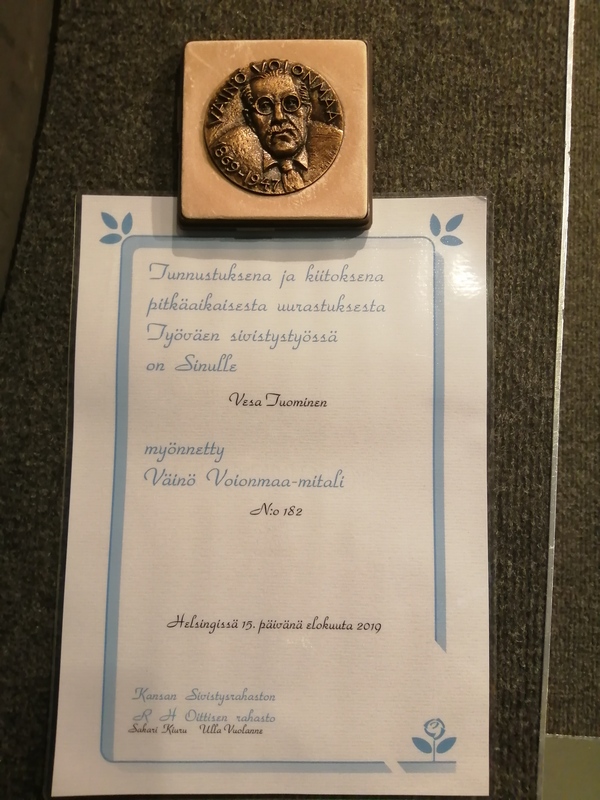 VÄINÖ VOIONMAA
1869-1947
Tunnustuksena ja kiitoksena
pitkäaikaisesta uurastuksesta
Työväen sivistystyössä
on Sinulle
Vesa Tuominen
myönnetty
Väinö Voionmaa-mitali
N:o 182
Helsingissä 15. päivänä elokuuta 2019
Kansan Sivistysrahaston
R H Oittisen rahasto
Sakari Kiuru Ulla Vuolanne